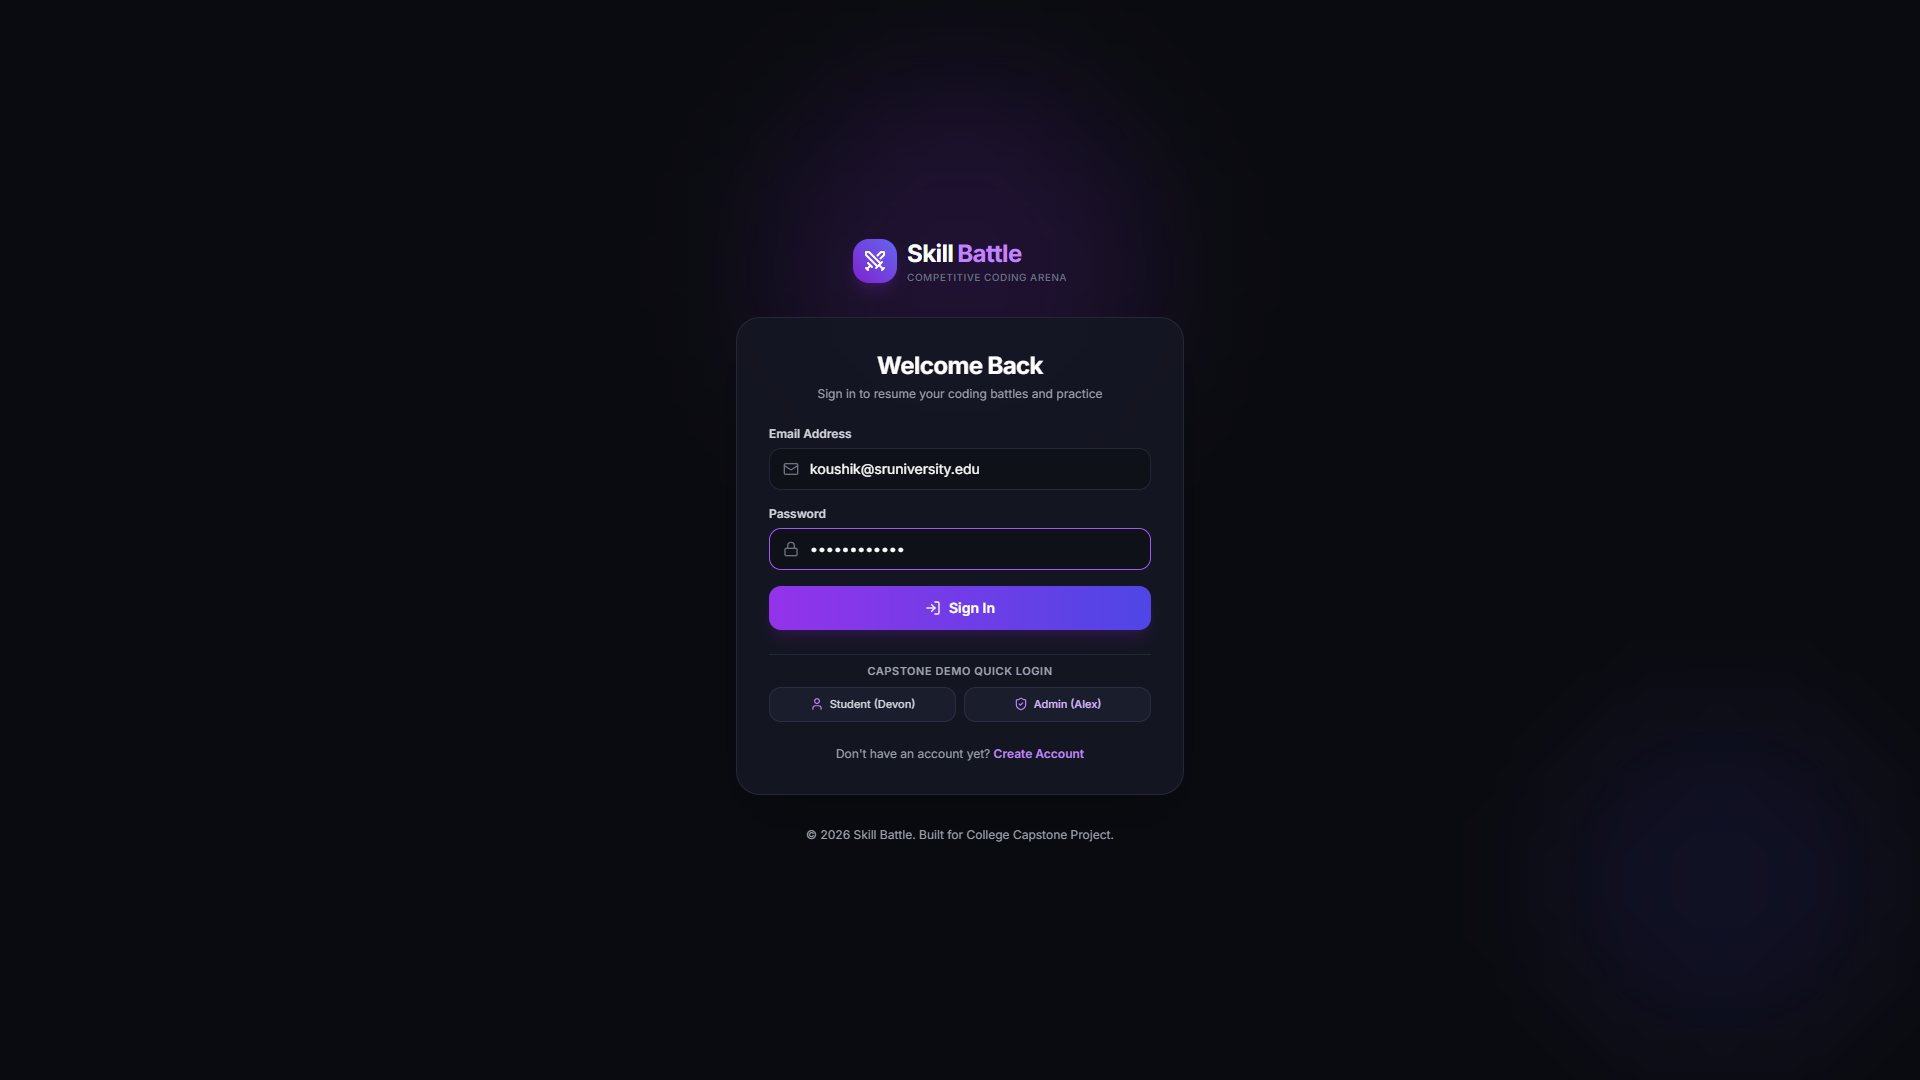 Skill Battle
COMPETITIVE CODING ARENA
Welcome Back
Sign in to resume your coding battles and practice
Email Address
koushik@sruniversity.edu
Password
••••••••••••
Sign In
CAPSTONE DEMO QUICK LOGIN
Student (Devon)
Admin (Alex)
Don't have an account yet? Create Account
© 2026 Skill Battle. Built for College Capstone Project.